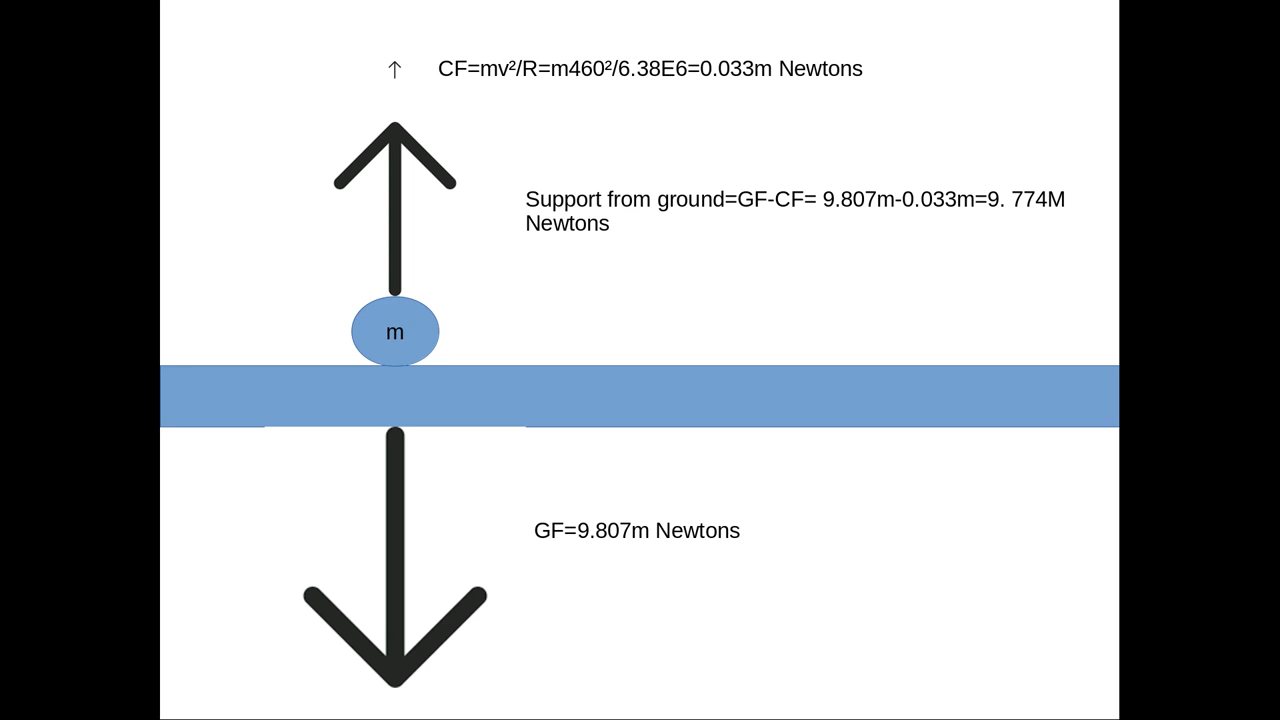 CF=mv²/R=m460²/6.38E6=0.033m Newtons
Support from ground=GF-CF= 9.807m-0.033m=9. 774M
Newtons
m
GF=9.807m Newtons